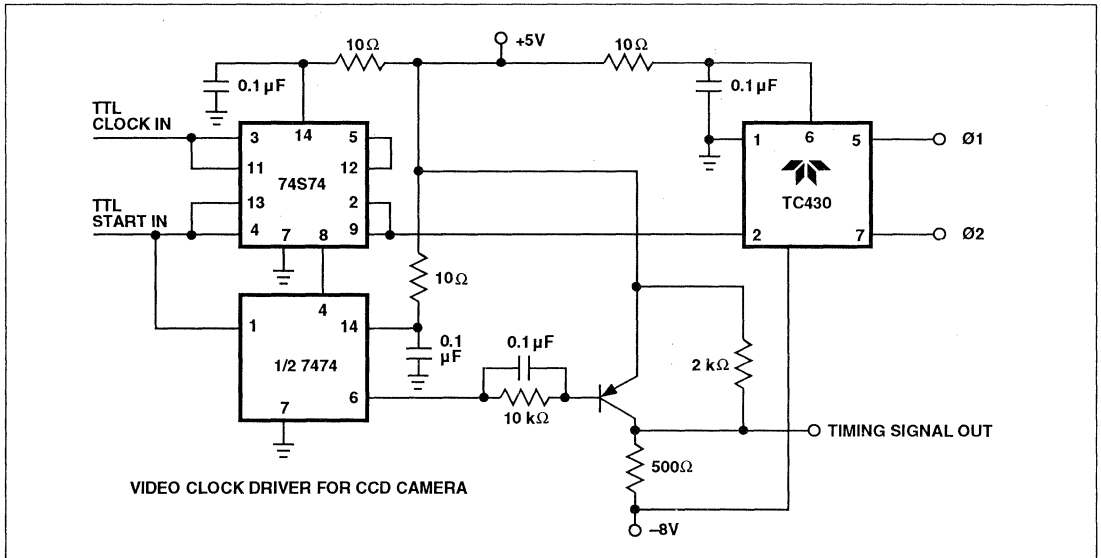 +5V
10Ω
10Ω
0.1 µF
0.1 µF
TTL
CLOCK IN
3
14
5
11
12
74S74
TTL
START IN
13
2
4
7
8
9
1
6
5
Ø1
TC430
2
7
Ø2
10Ω
4
1
14
1/2 7474
0.1
µF
0.1 µF
2 kΩ
7
6
10 kΩ
TIMING SIGNAL OUT
500Ω
VIDEO CLOCK DRIVER FOR CCD CAMERA
–8V